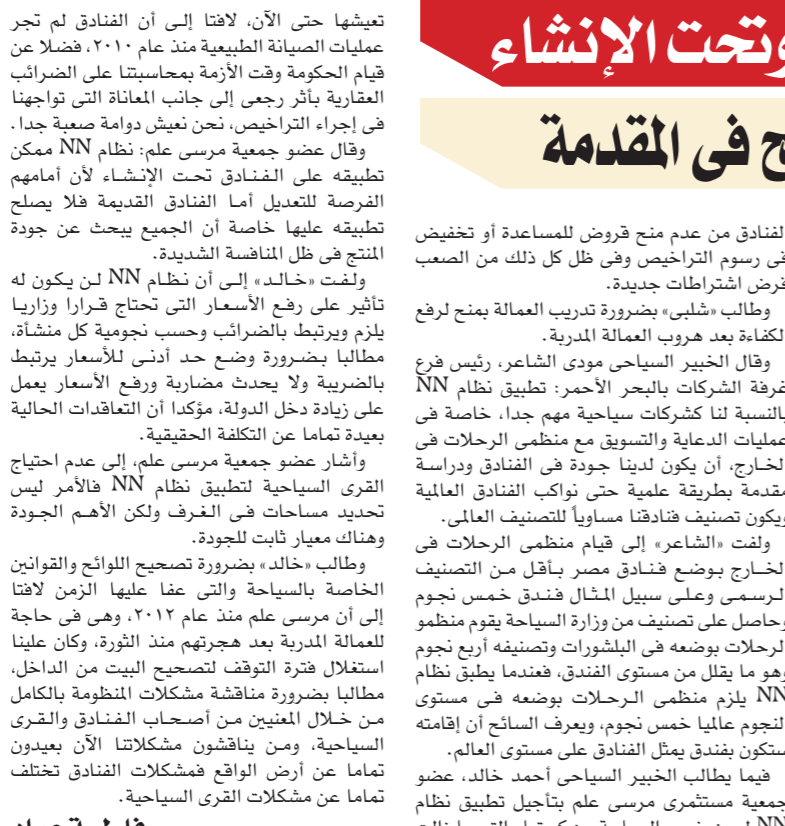 وتحت الإنشاء
فى المقدمة
الفنادق من عدم منح قروض للمساعدة أو تخفيض
فى رسوم التراخيص وفى ظل كل ذلك من الصعب
فرض اشتراطات جديدة.
وطالب «شلبى» بضرورة تدريب العمالة بمنح لرفع
الكفاءة بعد هروب العمالة المدربة.
وقال الخبير السياحى مودى الشاعر، رئيس فرع
غرفة الشركات بالبحر الأحمر: تطبيق نظام NN
بالنسبة لنا كشركات سياحية مهم جدا، خاصة فى
عمليات الدعاية والتسويق مع منظمى الرحلات فى
الخارج، أن يكون لدينا جودة فى الفنادق ودراسة
مقدمة بطريقة علمية حتى نواكب الفنادق العالمية
ويكون تصنيف فنادقنا مساوياً للتصنيف العالمى.
ولفت «الشاعر» إلى قيام منظمى الرحلات فى
الخارج بوضع فنادق مصر بأقل من التصنيف
الرسمى وعلى سبيل المثال فندق خمس نجوم
وحاصل على تصنيف من وزارة السياحة يقوم منظمو
الرحلات بوضعه فى البلشورات وتصنيفه أربع نجوم
وهو ما يقلل من مستوى الفندق، فعندما يطبق نظام
NN يلزم منظمى الرحلات بوضعه فى مستوى
النجوم عالميا خمس نجوم، ويعرف السائح أن إقامته
ستكون بفندق يمثل الفنادق على مستوى العالم.
فيما يطالب الخبير السياحى أحمد خالد، عضو
جمعية مستثمرى مرسى علم بتأجيل تطبيق نظام
NN
تعيشها حتى الآن، لافتا إلى أن الفنادق لم تجر
عمليات الصيانة الطبيعية منذ عام ٢٠١٠، فضلا عن
قيام الحكومة وقت الأزمة بمحاسبتنا على الضرائب
العقارية بأثر رجعى إلى جانب المعاناة التى تواجهنا
فى إجراء التراخيص، نحن نعيش دوامة صعبة جدا.
وقال عضو جمعية مرسى علم: نظام NN ممكن
تطبيقه على الفنادق تحت الإنشاء لأن أمامهم
الفرصة للتعديل أما الفنادق القديمة فلا يصلح
تطبيقه عليها خاصة أن الجميع يبحث عن جودة
المنتج فى ظل المنافسة الشديدة.
ولفت «خالد» إلى أن نظام NN لن يكون له
تأثير على رفع الأسعار التى تحتاج قرارا وزاريا
يلزم ويرتبط بالضرائب وحسب نجومية كل منشأة،
مطالبا بضرورة وضع حد أدنى للأسعار يرتبط
بالضريبة ولا يحدث مضاربة ورفع الأسعار يعمل
على زيادة دخل الدولة، مؤكدا أن التعاقدات الحالية
بعيدة تماما عن التكلفة الحقيقية.
وأشار عضو جمعية مرسى علم، إلى عدم احتياج
القرى السياحية لتطبيق نظام NN فالأمر ليس
تحديد مساحات فى الغرف ولكن الأهم الجودة
وهناك معيار ثابت للجودة.
وطالب «خالد» بضرورة تصحيح اللوائح والقوانين
الخاصة بالسياحة والتى عفا عليها الزمن لافتا
إلى أن مرسى علم منذ عام ٢٠١٢، وهى فى حاجة
للعمالة المدربة بعد هجرتهم منذ الثورة، وكان علينا
استغلال فترة التوقف لتصحيح البيت من الداخل،
مطالبا بضرورة مناقشة مشكلات المنظومة بالكامل
من خلال المعنيين من أصحاب الفنادق والقرى
السياحية، ومن يناقشون مشكلاتنا الآن بعيدون
تماما عن أرض الواقع فمشكلات الفنادق تختلف
تماما عن مشكلات القرى السياحية.